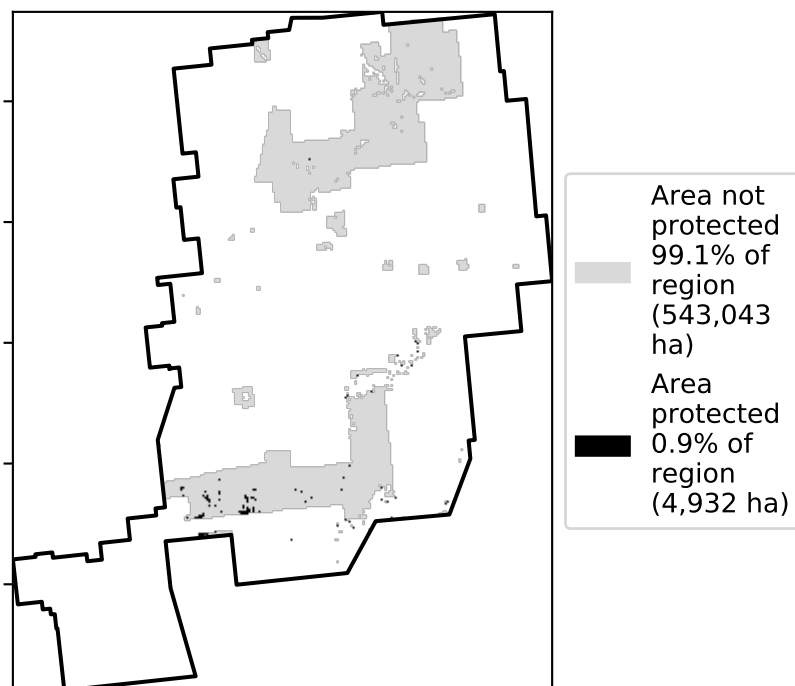 Area not
protected
99.1% of
region
(543,043
ha)
Area
protected
0.9% of
region
(4,932 ha)